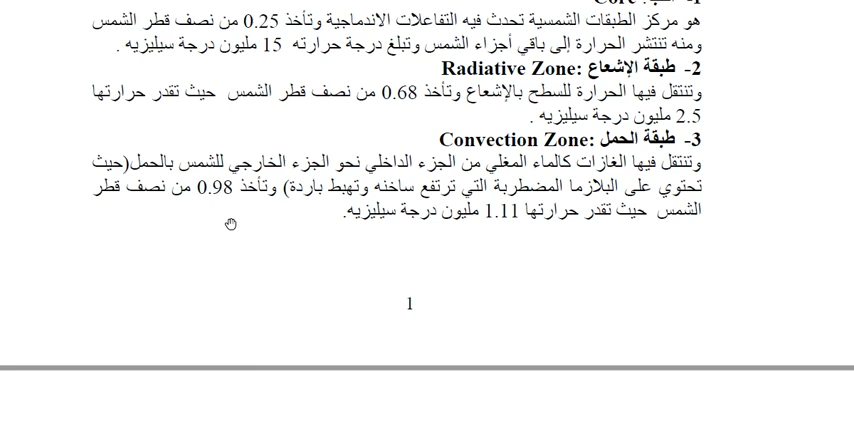 هو مركز الطبقات الشمسية تحدث فيه التفاعلات الاندماجية وتأخذ 0.25 من نصف قطر الشمس
ومنه تنتشر الحرارة إلى باقي أجزاء الشمس وتبلغ درجة حرارته 15 مليون درجة سيليزيه .
2- طبقة الإشعاع Radiative Zone:
وتنتقل فيها الحرارة للسطح بالإشعاع وتأخذ 0.68 من نصف قطر الشمس حيث تقدر حرارتها
2.5 مليون درجة سيليزيه .
3- طبقة الحمل Convection Zone:
وتنتقل فيها الغازات كالماء المغلي من الجزء الداخلي نحو الجزء الخارجي للشمس بالحمل(حيث
تحتوي على البلازما المضطربة التي ترتفع ساخنه وتهبط باردة) وتأخذ 0.98 من نصف قطر
الشمس حيث تقدر حرارتها 1.11 مليون درجة سيليزيه.
1